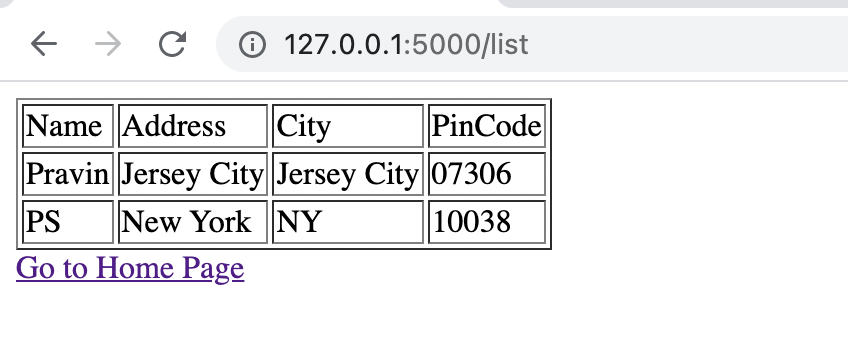 127.0.0.1:5000/list
Name Address City PinCode
Pravin Jersey City Jersey City 07306
PS New York NY 10038
Go to Home Page